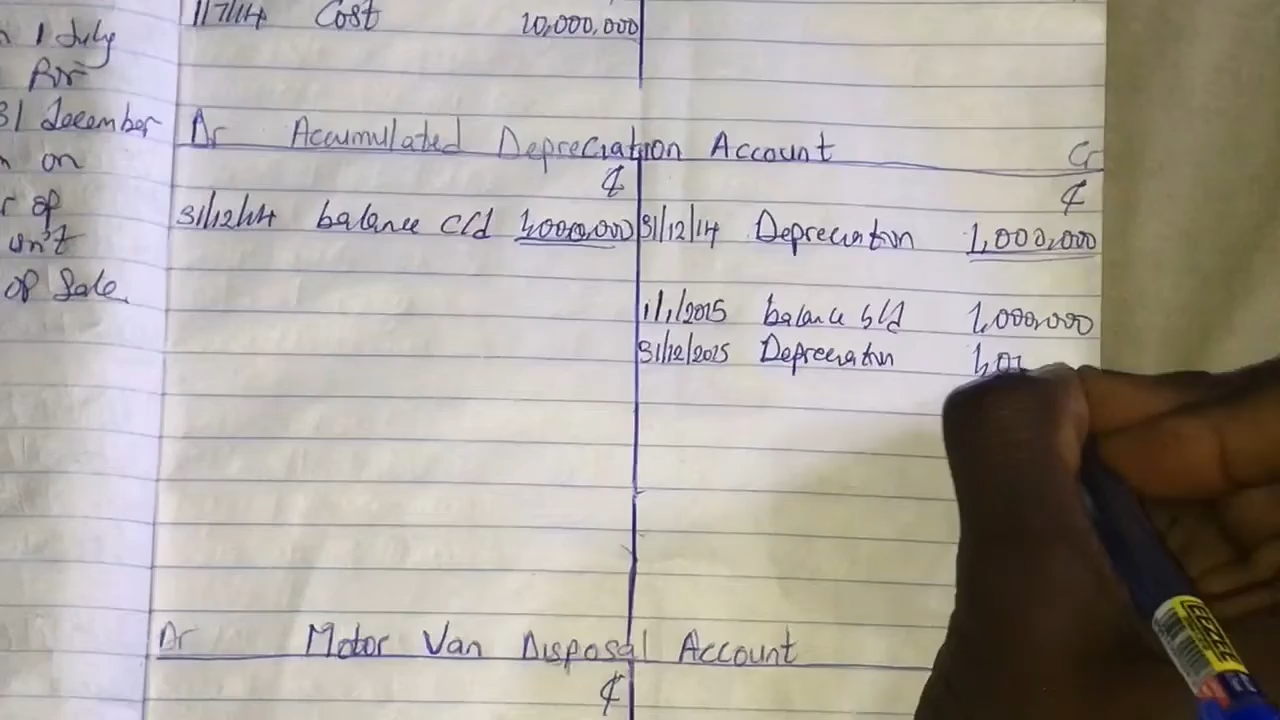 1/7/14 Cost 10,000,000
1 July
31 December
on
of
of Sale.
Dr Accumulated Depreciation Account Cr
₵ ₵
31/12/14 balance c/d 1,000,000 31/12/14 Depreciation 1,000,000
1/1/2015 balance b/d 1,000,000
31/12/2015 Depreciation
Dr Motor Van Disposal Account
₵